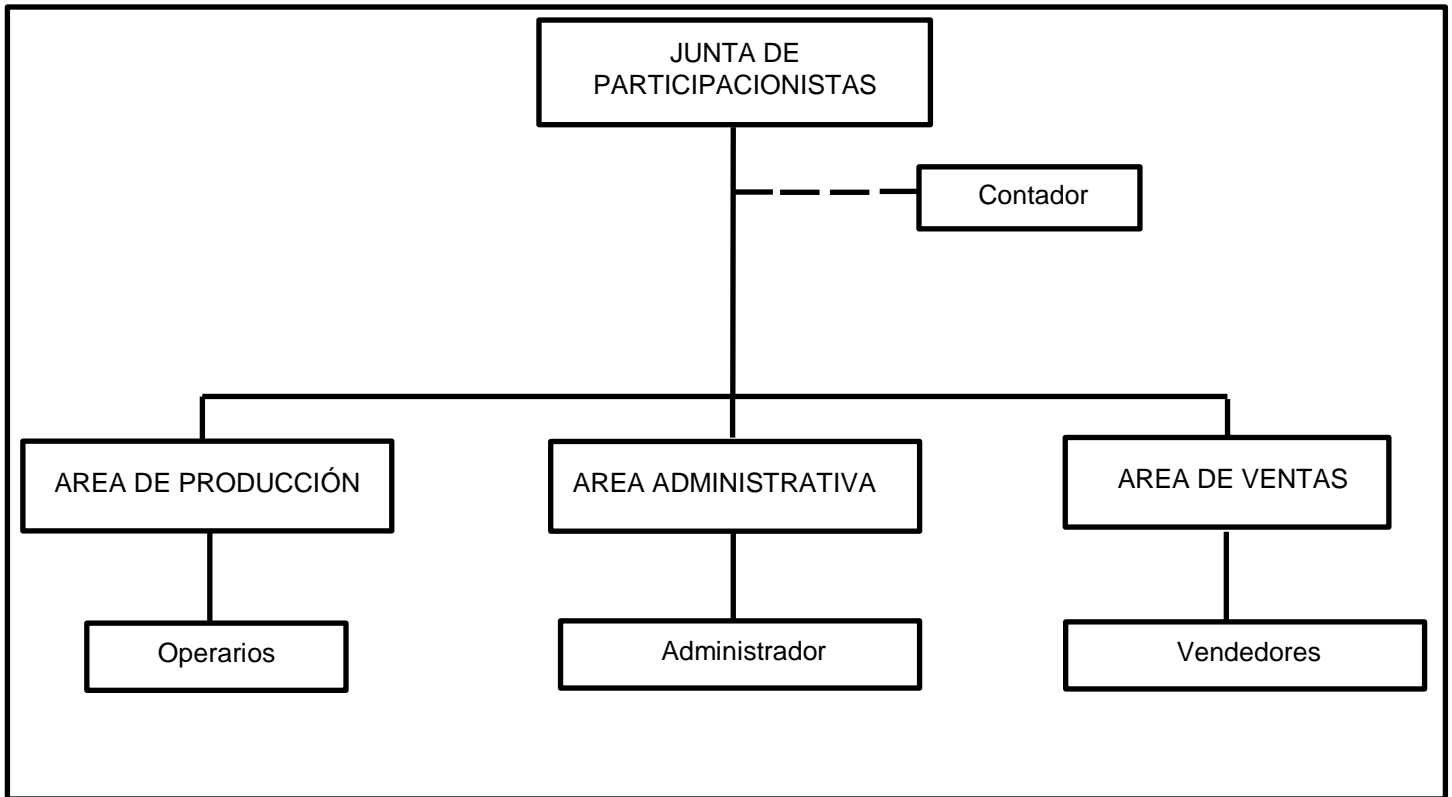 JUNTA DE
PARTICIPACIONISTAS
Contador
AREA DE PRODUCCIÓN
AREA ADMINISTRATIVA
AREA DE VENTAS
Operarios
Administrador
Vendedores